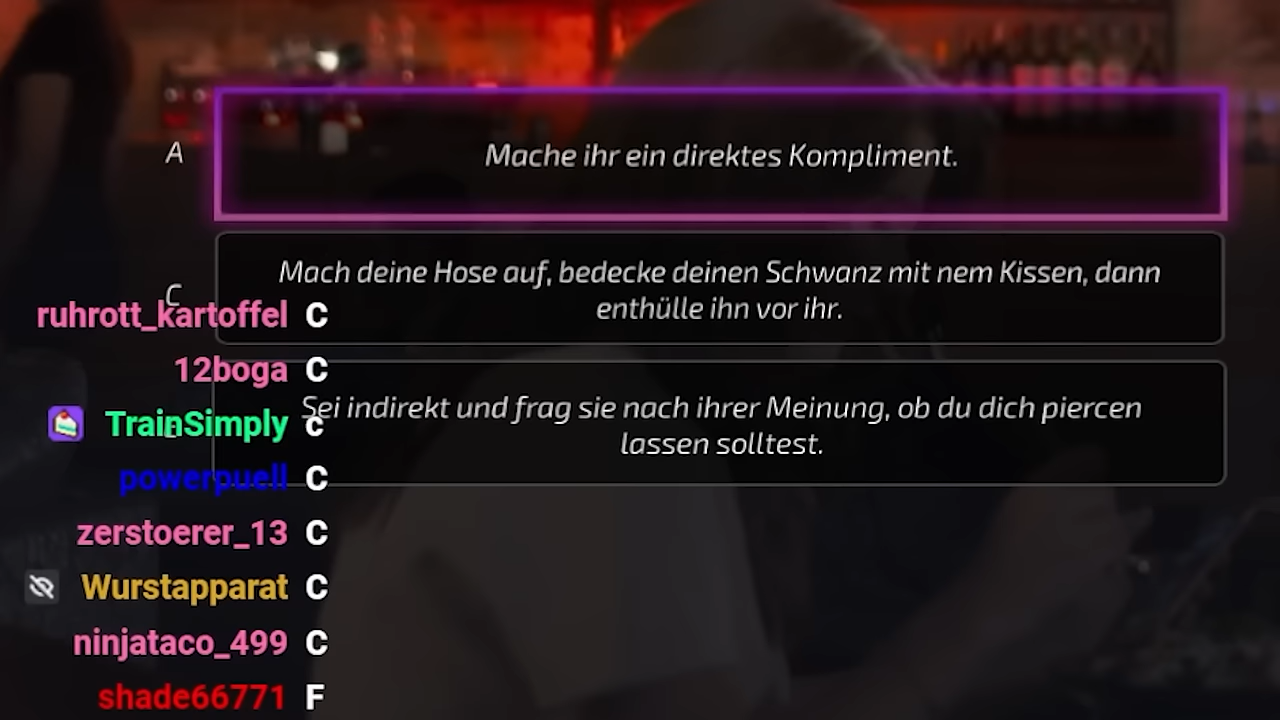 A
Mache ihr ein direktes Kompliment.
C
Mach deine Hose auf, bedecke deinen Schwanz mit nem Kissen, dann
enthülle ihn vor ihr.
Sei indirekt und frag sie nach ihrer Meinung, ob du dich piercen
lassen solltest.
ruhrott_kartoffel C
12boga C
TrainSimply c
powerpuell C
zerstoerer_13 C
Wurstapparat C
ninjataco_499 C
shade66771 F